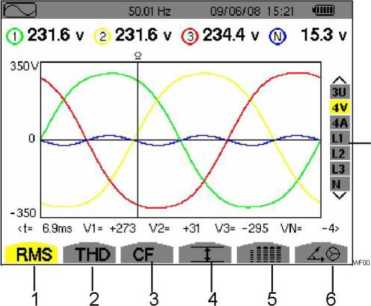 50.01 Hz 09/06/08 15:21
1 231.6 v 2 231.6 v 3 234.4 v N 15.3 v
350V
0
-350
3U
4V
4A
L1
L2
L3
N
<t= 6.9ms V1= +273 V2= +31 V3= -295 VN= -4>
RMS THD CF
1 2 3 4 5 6